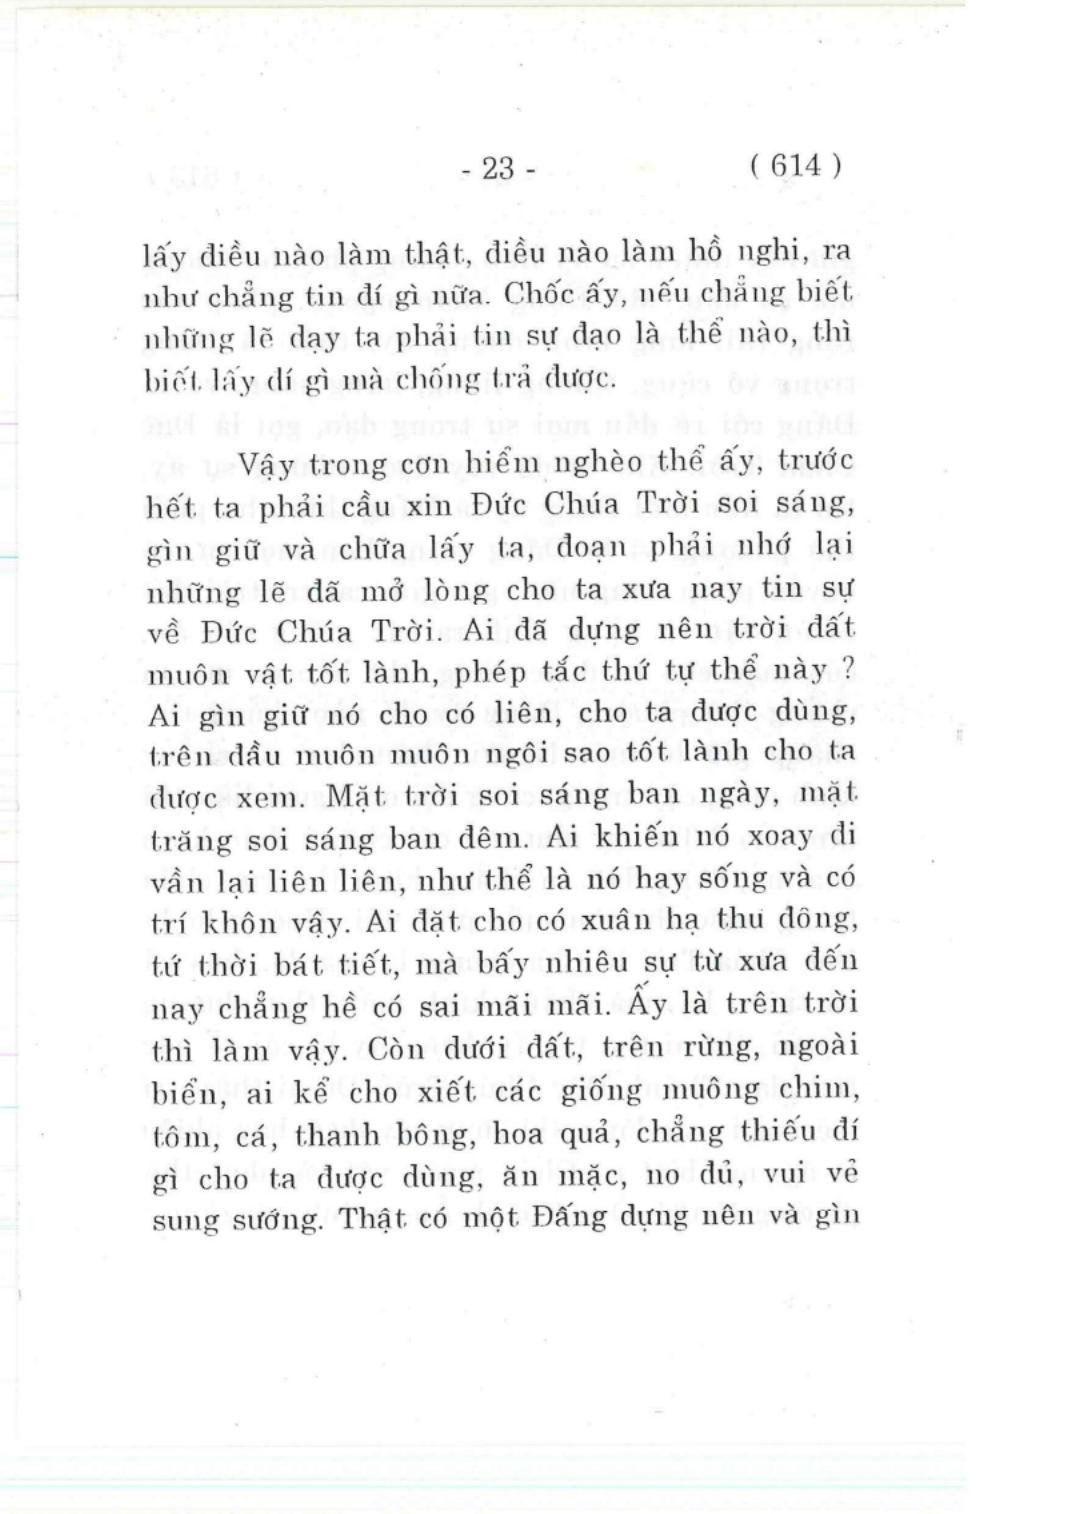 - 23 - ( 614 )
lấy điều nào làm thật, điều nào làm hồ nghi, ra
như chẳng tin dí gì nữa. Chốc ấy, nếu chẳng biết
những lẽ dạy ta phải tin sự đạo là thể nào, thì
biết lấy dí gì mà chống trả được.
Vậy trong cơn hiểm nghèo thể ấy, trước
hết ta phải cầu xin Đức Chúa Trời soi sáng,
gìn giữ và chữa lấy ta, đoạn phải nhớ lại
những lẽ đã mở lòng cho ta xưa nay tin sự
về Đức Chúa Trời. Ai đã dựng nên trời đất
muôn vật tốt lành, phép tắc thứ tự thể này ?
Ai gìn giữ nó cho có liên, cho ta được dùng,
trên đầu muôn muôn ngôi sao tốt lành cho ta
được xem. Mặt trời soi sáng ban ngày, mặt
trăng soi sáng ban đêm. Ai khiến nó xoay đi
vần lại liên liên, như thể là nó hay sống và có
trí khôn vậy. Ai đặt cho có xuân hạ thu đông,
tứ thời bát tiết, mà bấy nhiêu sự từ xưa đến
nay chẳng hề có sai mãi mãi. Ấy là trên trời
thì làm vậy. Còn dưới đất, trên rừng, ngoài
biển, ai kể cho xiết các giống muông chim,
tôm, cá, thanh bông, hoa quả, chẳng thiếu dí
gì cho ta được dùng, ăn mặc, no đủ, vui vẻ
sung sướng. Thật có một Đấng dựng nên và gìn